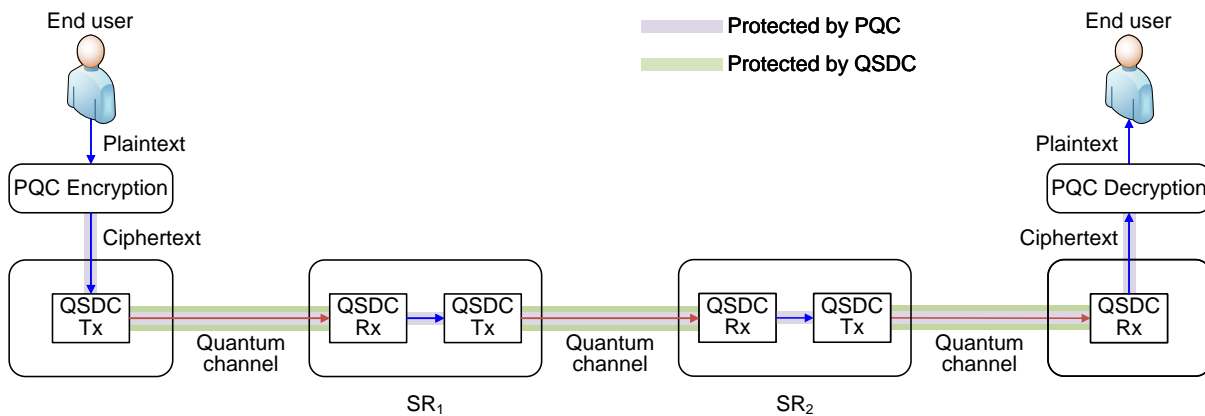 End user
Protected by PQC
End user
Protected by QSDC
Plaintext
Plaintext
PQC Encryption
PQC Decryption
Ciphertext
Ciphertext
QSDC
Tx
QSDC
Rx
QSDC
Tx
QSDC
Rx
QSDC
Tx
QSDC
Rx
Quantum
channel
Quantum
channel
Quantum
channel
SR₁
SR₂